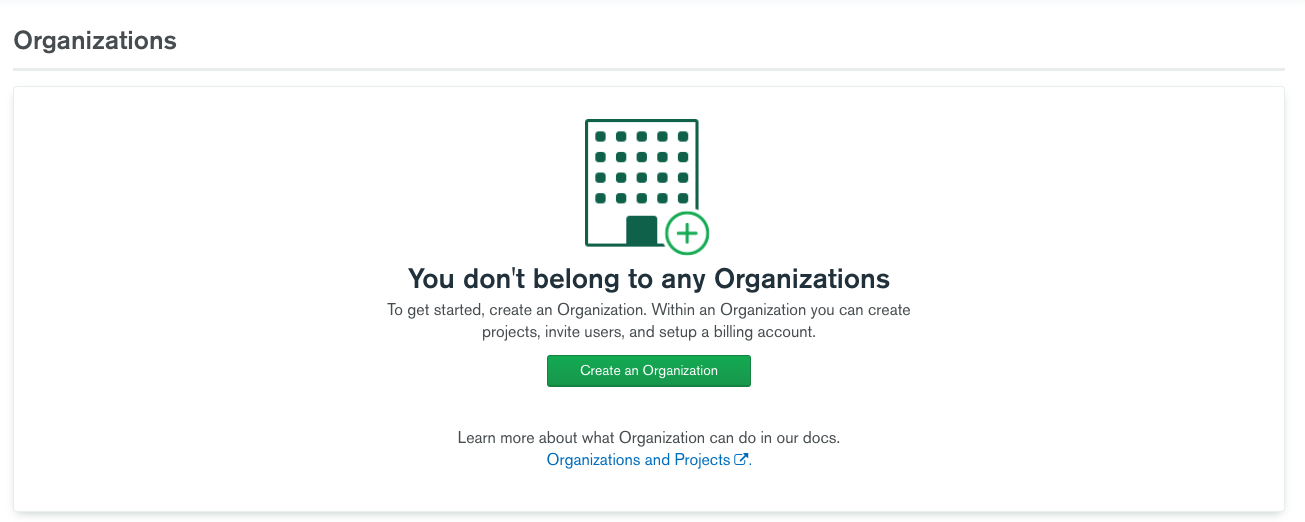 Organizations
You don't belong to any Organizations
To get started, create an Organization. Within an Organization you can create
projects, invite users, and setup a billing account.
Create an Organization
Learn more about what Organization can do in our docs.
Organizations and Projects.